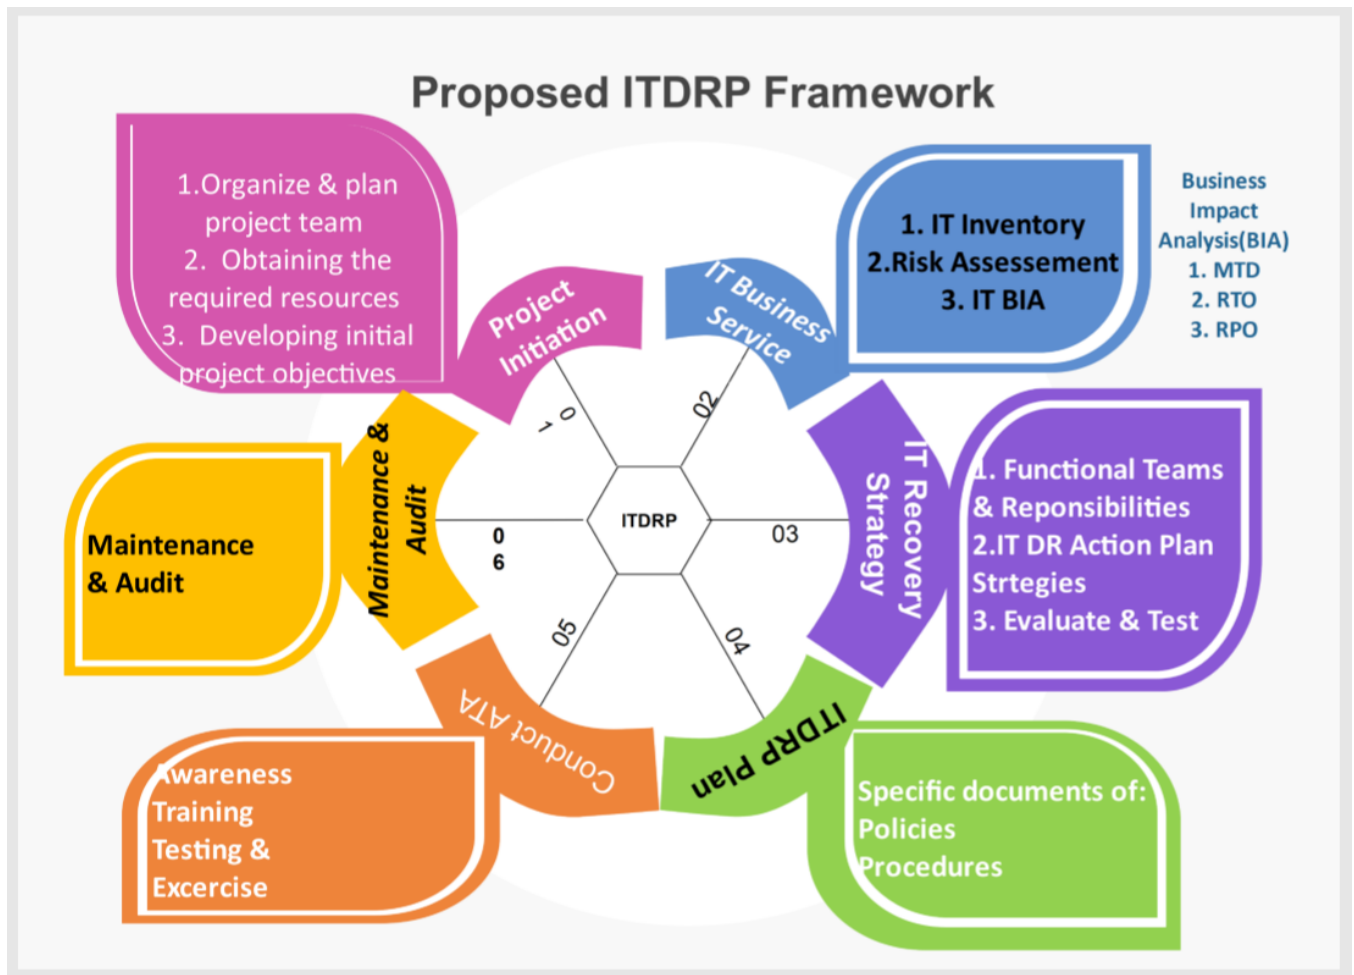 Proposed ITDRP Framework
1.Organize & plan
project team
2. Obtaining the
required resources
3. Developing initial
project objectives
Project
Initiation
0
1
IT Business
Service
02
1. IT Inventory
2.Risk Assessement
3. IT BIA
Business
Impact
Analysis(BIA)
1. MTD
2. RTO
3. RPO
IT Recovery
Strategy
03
1. Functional Teams
& Reponsibilities
2.IT DR Action Plan
Strtegies
3. Evaluate & Test
ITDRP
ITDRP Plan
04
Specific documents of:
Policies
Procedures
Conduct ATA
05
Awareness
Training
Testing &
Excercise
Maintenance &
Audit
0
6
Maintenance
& Audit